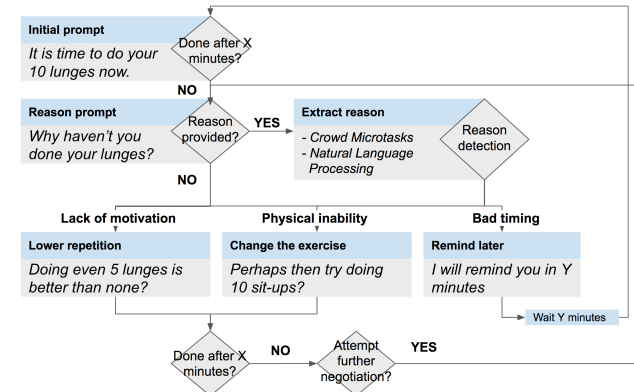 Initial prompt
It is time to do your
10 lunges now.
Done after X
minutes?
NO
Reason prompt
Why haven't you
done your lunges?
Reason
provided?
YES
Extract reason
- Crowd Microtasks
- Natural Language
Processing
Reason
detection
NO
Lack of motivation
Physical inability
Bad timing
Lower repetition
Doing even 5 lunges is
better than none?
Change the exercise
Perhaps then try doing
10 sit-ups?
Remind later
I will remind you in Y
minutes
Wait Y minutes
Done after X
minutes?
NO
Attempt
further
negotiation?
YES